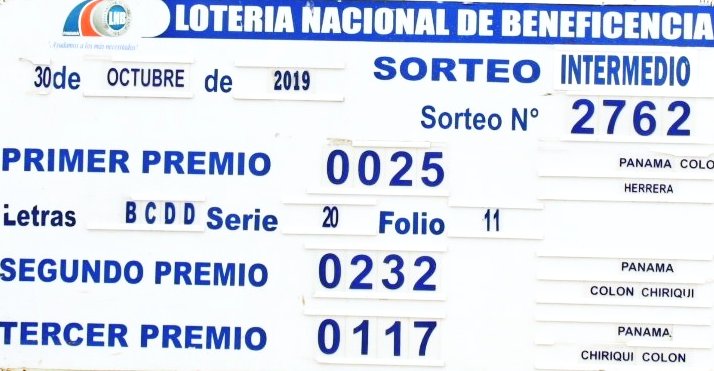 LNB
Ayudamos a los más necesitados!
LOTERIA NACIONAL DE BENEFICENCIA
30 de OCTUBRE de 2019 SORTEO INTERMEDIO
Sorteo Nº 2762
PRIMER PREMIO 0025 PANAMA COLO
HERRERA
Letras B C D D Serie 20 Folio 11
SEGUNDO PREMIO 0232 PANAMA
COLON CHIRIQUI
TERCER PREMIO 0117 PANAMA
CHIRIQUI COLON